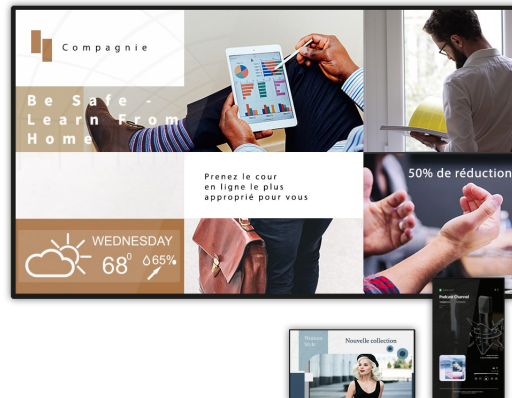 Compagnie
Be Safe -
Learn From
Home
Prenez le cour
en ligne le plus
approprié pour vous
50% de réduction
WEDNESDAY
68° 65%
Podcast Channel
Nouvelle collection